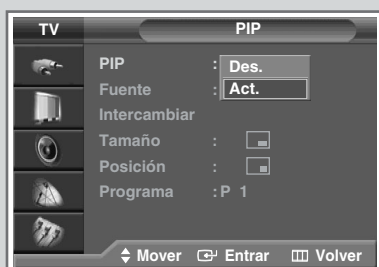 TV PIP
PIP : Des.
Fuente : Act.
Intercambiar
Tamaño :
Posición :
Programa : P 1
Mover Entrar Volver